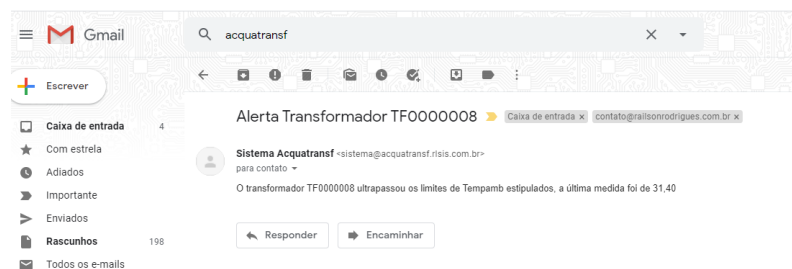 Gmail
acquatransf
Escrever
Alerta Transformador TF0000008 Caixa de entrada x contato@railsonrodrigues.com.br x
Caixa de entrada 4
Com estrela
Sistema Acquatransf <sistema@acquatransf.rlsis.com.br>
para contato
Adiados
O transformador TF0000008 ultrapassou os limites de Tempamb estipulados, a última medida foi de 31,40
Importante
Enviados
Rascunhos 198
Responder Encaminhar
Todos os e-mails